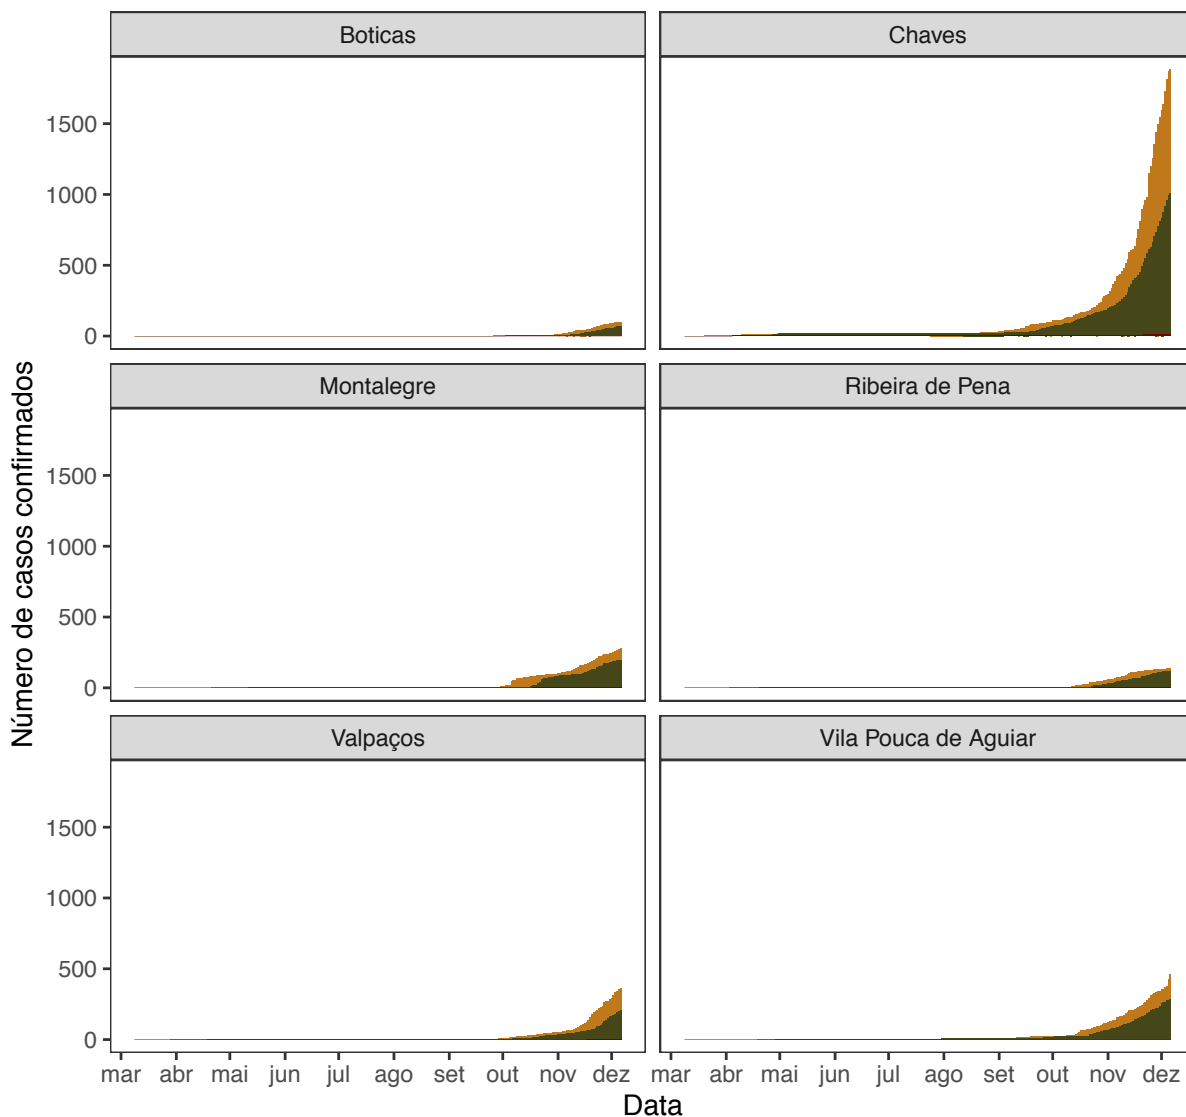 Boticas
Chaves
1500
1000
500
0
Montalegre
Ribeira de Pena
1500
1000
500
0
Valpaços
Vila Pouca de Aguiar
1500
1000
500
0
mar abr mai jun jul ago set out nov dez
mar abr mai jun jul ago set out nov dez
Data
Número de casos confirmados